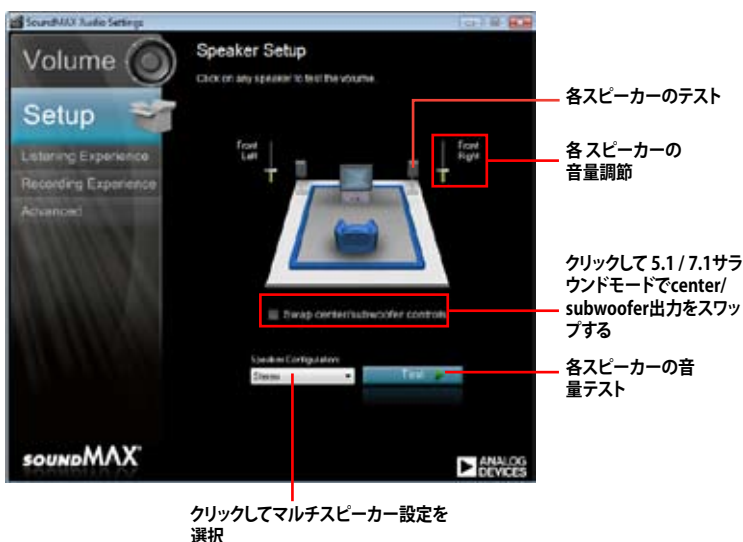 SoundMAX Audio Settings
Volume
Setup
Listening Experience
Recording Experience
Advanced
Speaker Setup
Click on any speaker to test the volume.
Front
Left
Front
Right
Swap center/subwoofer controls
Speaker Configuration:
Stereo
Test
SOUNDMAX
ANALOG
DEVICES
各スピーカーのテスト
各 スピーカーの
音量調節
クリックして 5.1 / 7.1サラ
ウンドモードでcenter/
subwoofer出力をスワッ
プする
各スピーカーの音
量テスト
クリックしてマルチスピーカー設定を
選択